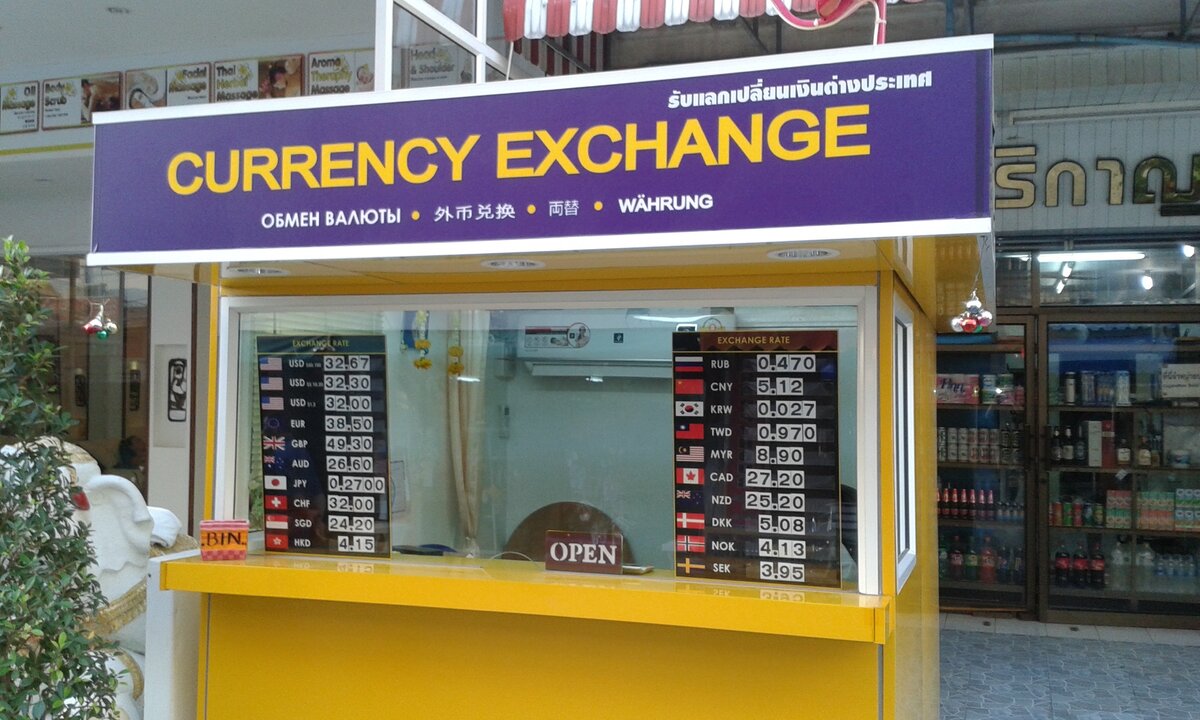 Oil Massage
Body Scrub
Facial Massage
Thai Massage
Aroma Theraphy Massage
Head & Shoulder
รับแลกเปลี่ยนเงินต่างประเทศ
CURRENCY EXCHANGE
ОБМЕН ВАЛЮТЫ • 外币兑换 • 両替 • WÄHRUNG
ริกาญ
EXCHANGE RATE
USD 32.67
USD 32.30
USD 32.00
EUR 38.50
GBP 49.30
AUD 26.60
JPY 0.2700
CHF 32.00
SGD 24.20
HKD 4.15
EXCHANGE RATE
RUB 0.470
CNY 5.12
KRW 0.027
TWD 0.970
MYR 8.90
CAD 27.20
NZD 25.20
DKK 5.08
NOK 4.13
SEK 3.95
BIN
OPEN